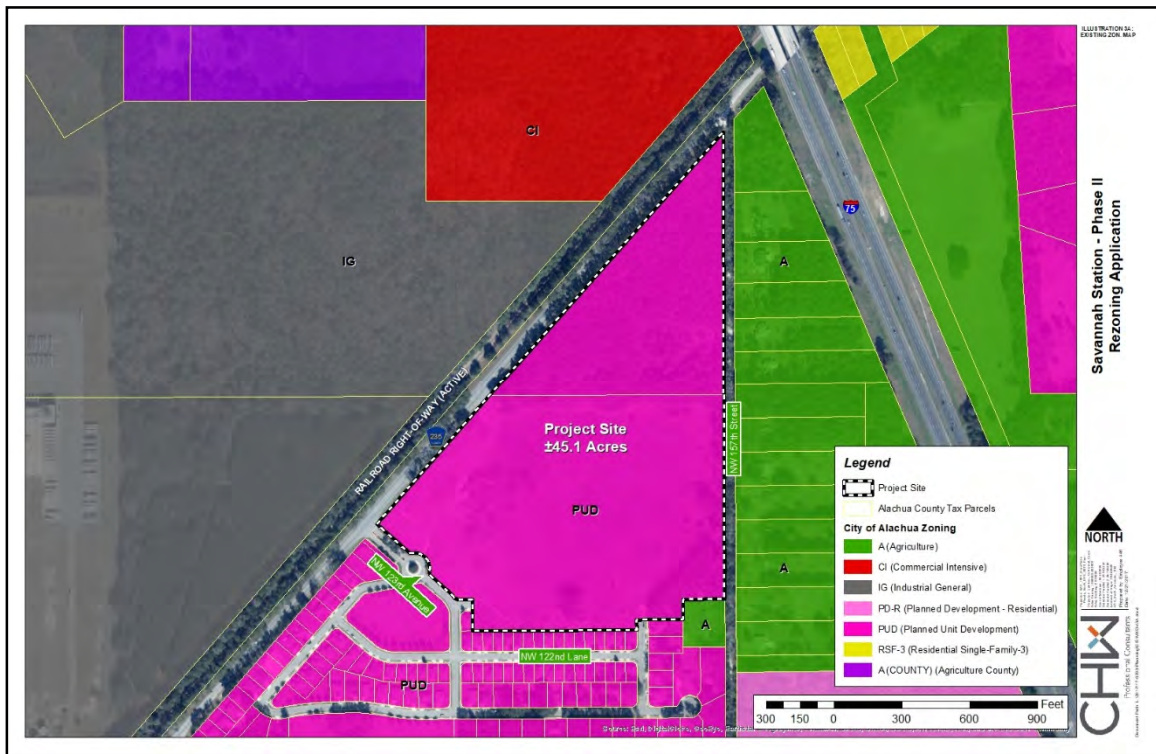 ILLUSTRATION 3A:
EXISTING ZON. MAP
Savannah Station - Phase II
Rezoning Application
CI
IG
75
A
RAILROAD RIGHT-OF-WAY (ACTIVE)
235
Project Site
±45.1 Acres
NW 157th Street
PUD
A
NW 123rd Avenue
A
NW 122nd Lane
PUD
Legend
Project Site
Alachua County Tax Parcels
City of Alachua Zoning
A (Agriculture)
CI (Commercial Intensive)
IG (Industrial General)
PD-R (Planned Development - Residential)
PUD (Planned Unit Development)
RSF-3 (Residential Single-Family-3)
A (COUNTY) (Agriculture County)
Feet
300 150 0 300 600 900
NORTH
CHW
Professional Consultants